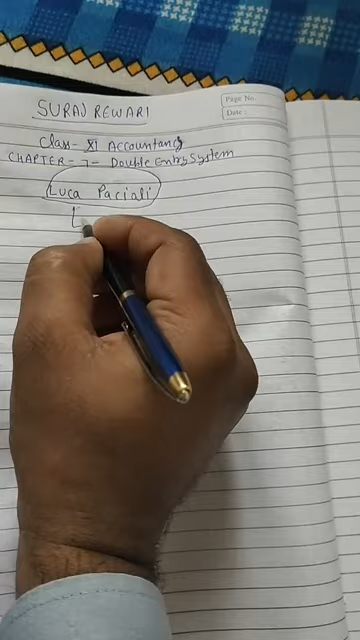 SURAJ REWARI
Page No.
Date :
Class- XI Accountancy
CHAPTER- 7- Double Entry System
Luca Paciali